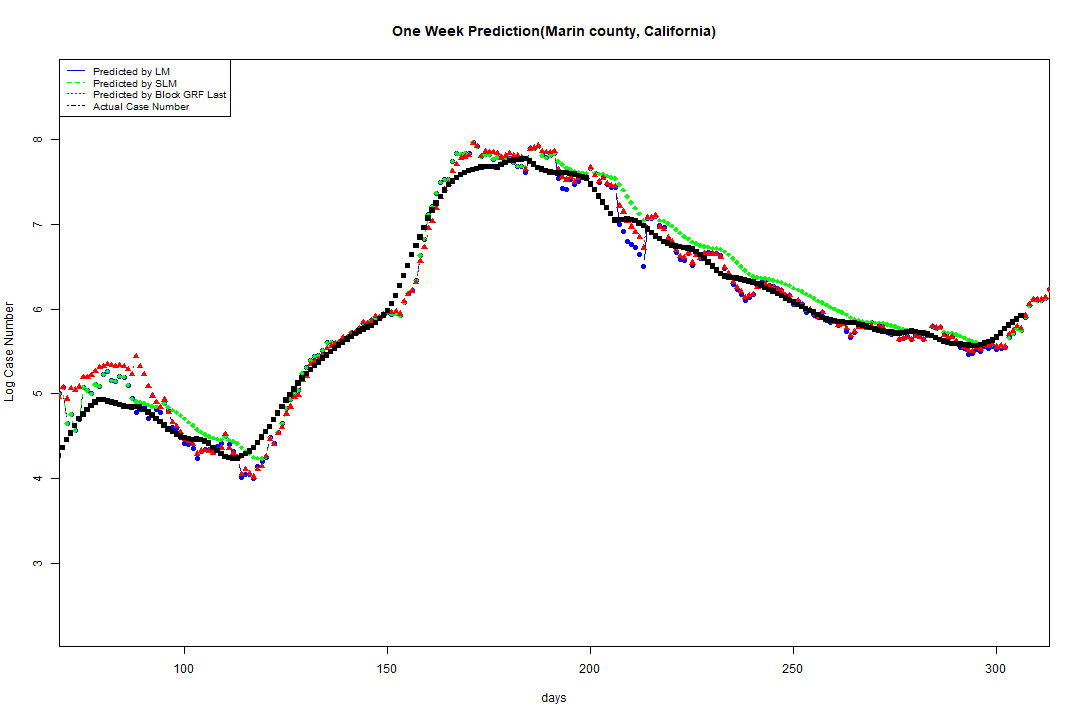 One Week Prediction(Marin county, California)
Predicted by LM
Predicted by SLM
Predicted by Block GRF Last
Actual Case Number
8
7
6
5
4
3
Log Case Number
100
150
200
250
300
days